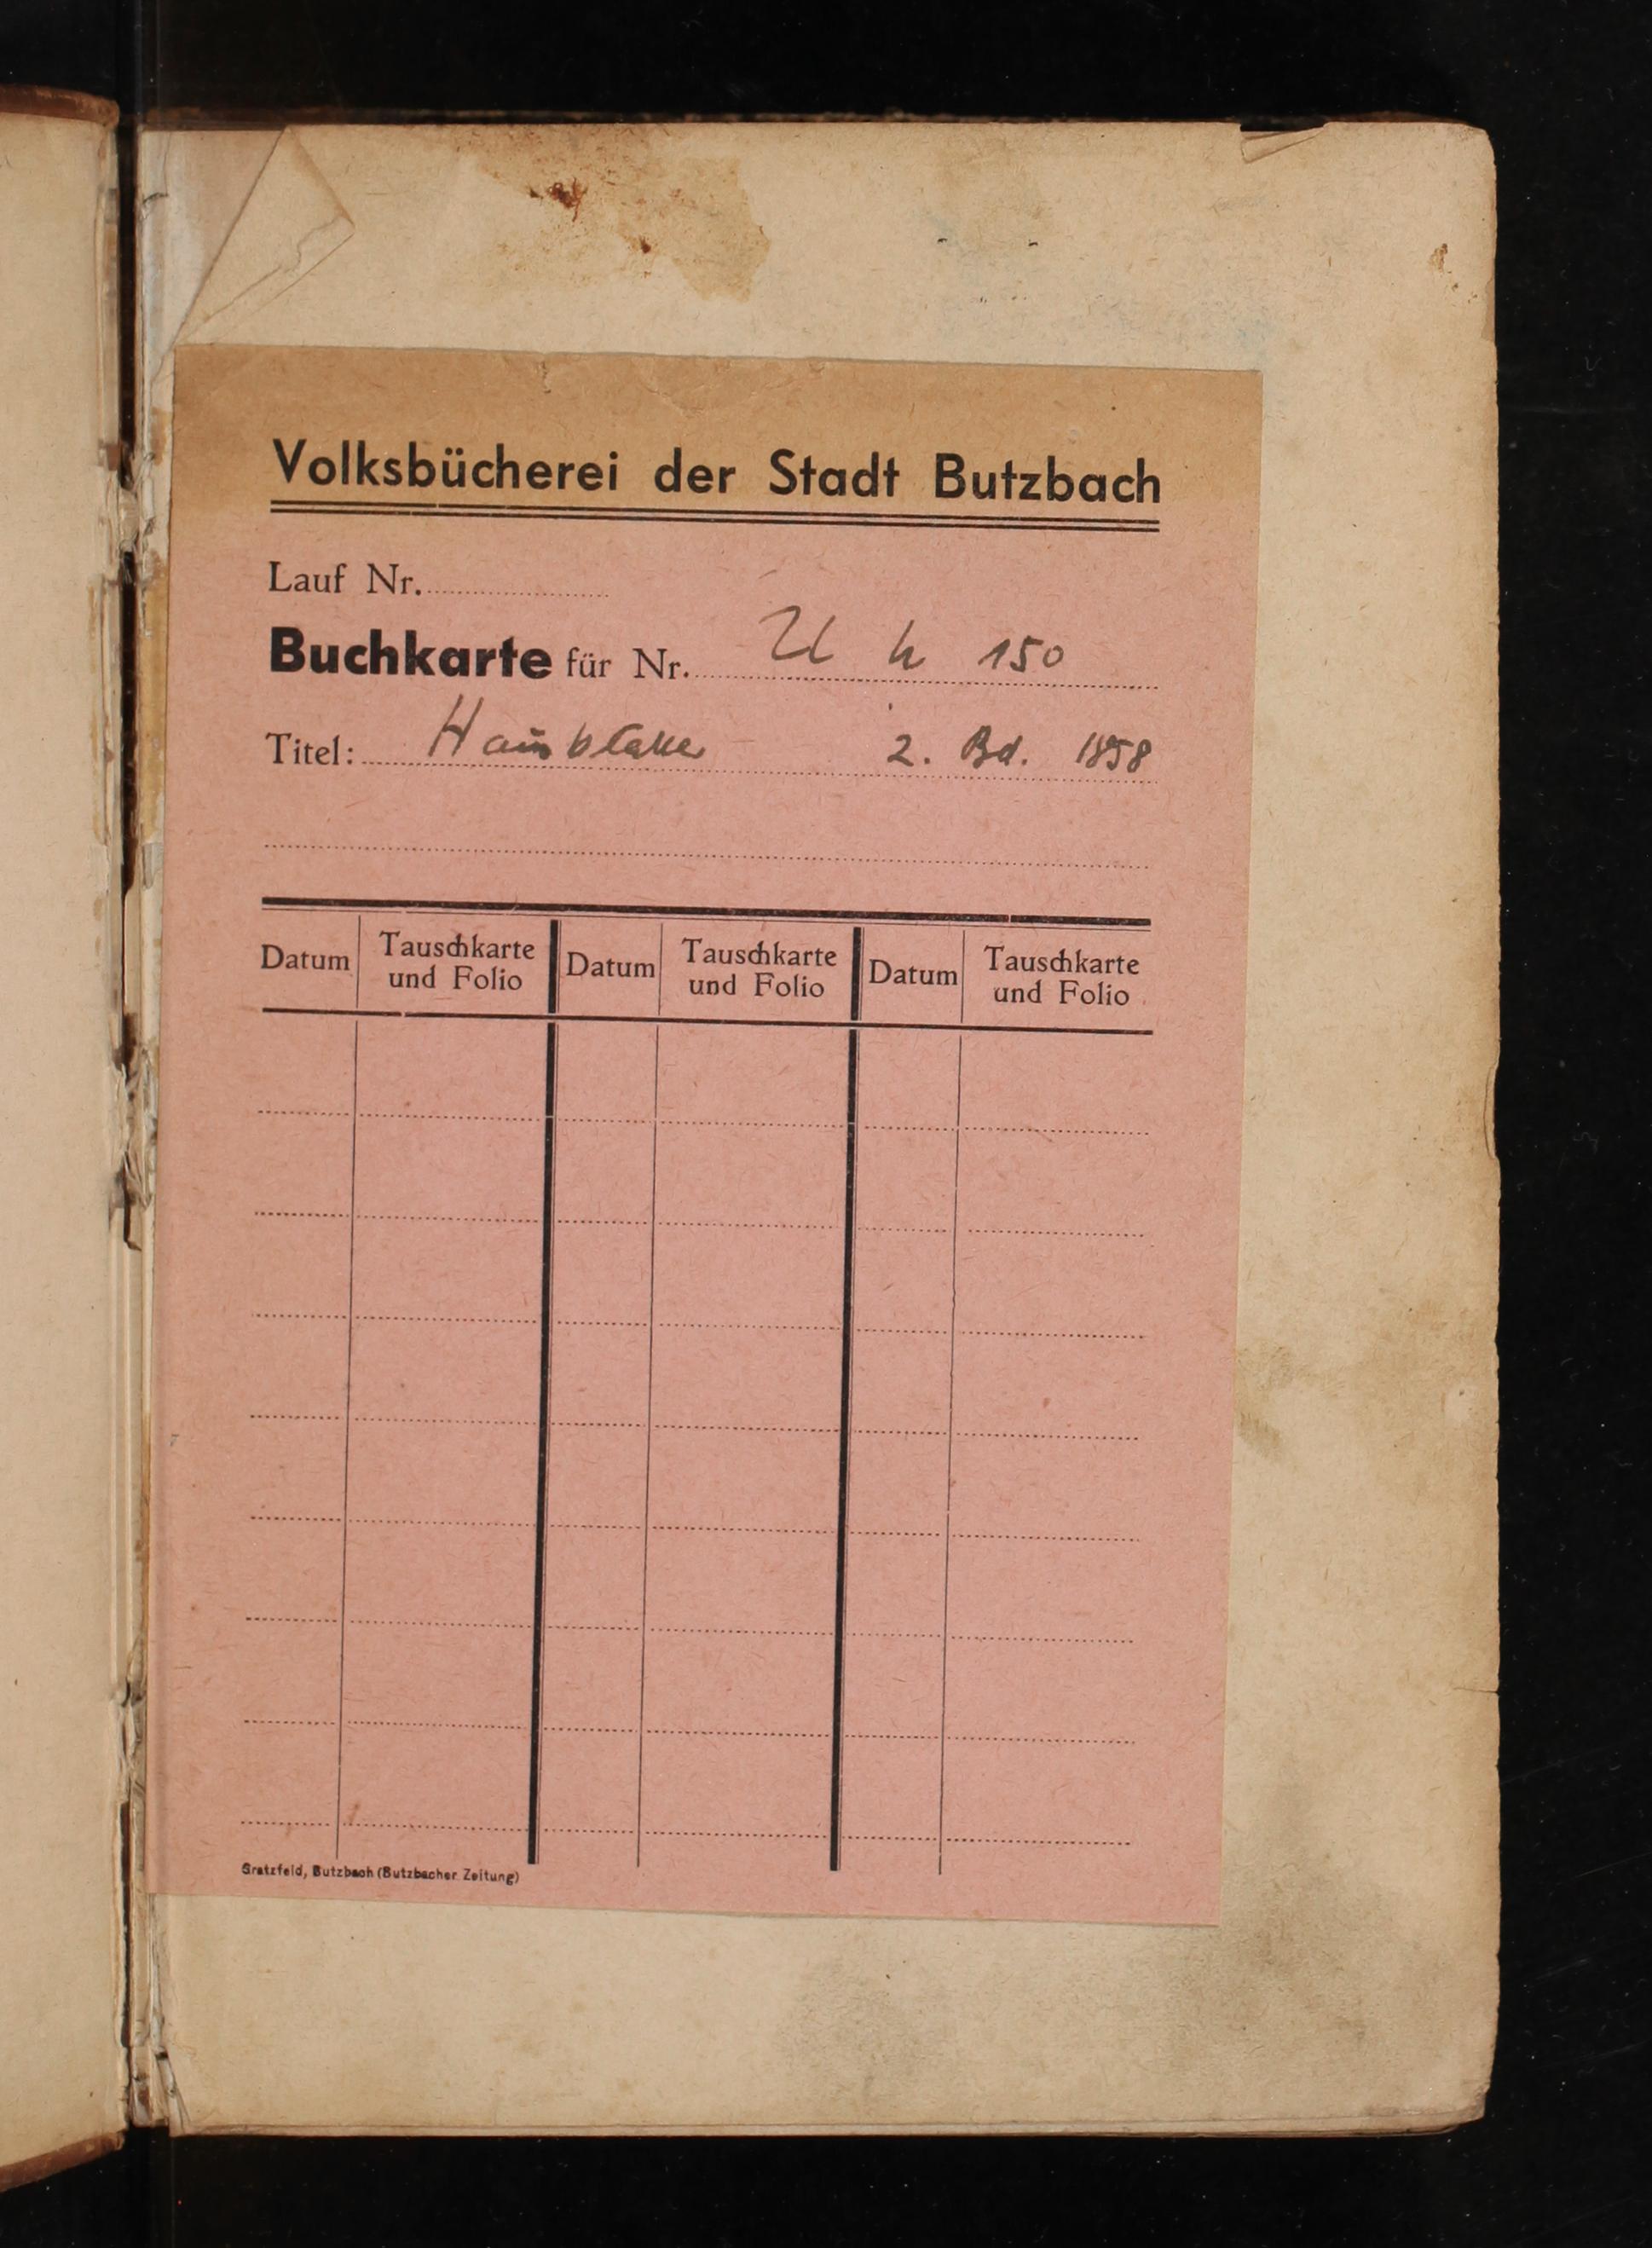 Volksbücherei der Stadt Butzbach
Lauf Nr.
Buchkarte für Nr. U h 150
Titel: Hausblätter 2. Bd. 1858
Datum Tauschkarte und Folio Datum Tauschkarte und Folio Datum Tauschkarte und Folio
Gratzfeld, Butzbach (Butzbacher Zeitung)